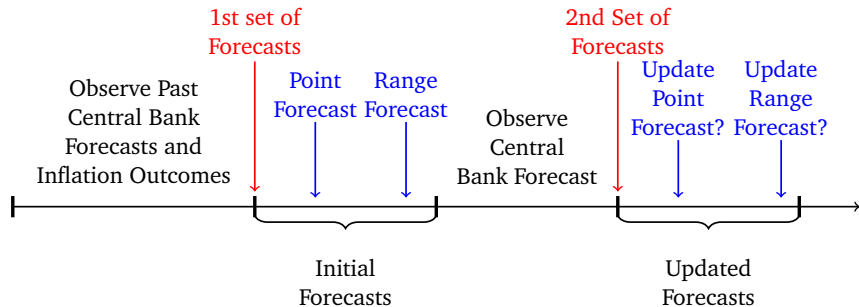 1st set of
Forecasts
2nd Set of
Forecasts
Observe Past
Central Bank
Forecasts and
Inflation Outcomes
Point
Forecast
Range
Forecast
Observe
Central
Bank Forecast
Update
Point
Forecast?
Update
Range
Forecast?
Initial
Forecasts
Updated
Forecasts